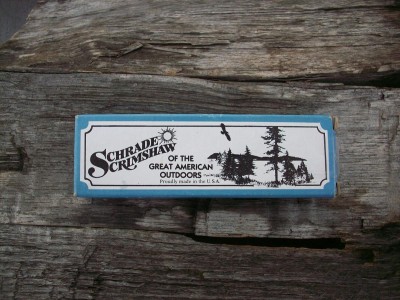 SCHRADE
SCRIMSHAW
OF THE
GREAT AMERICAN
OUTDOORS
Proudly made in the U.S.A.